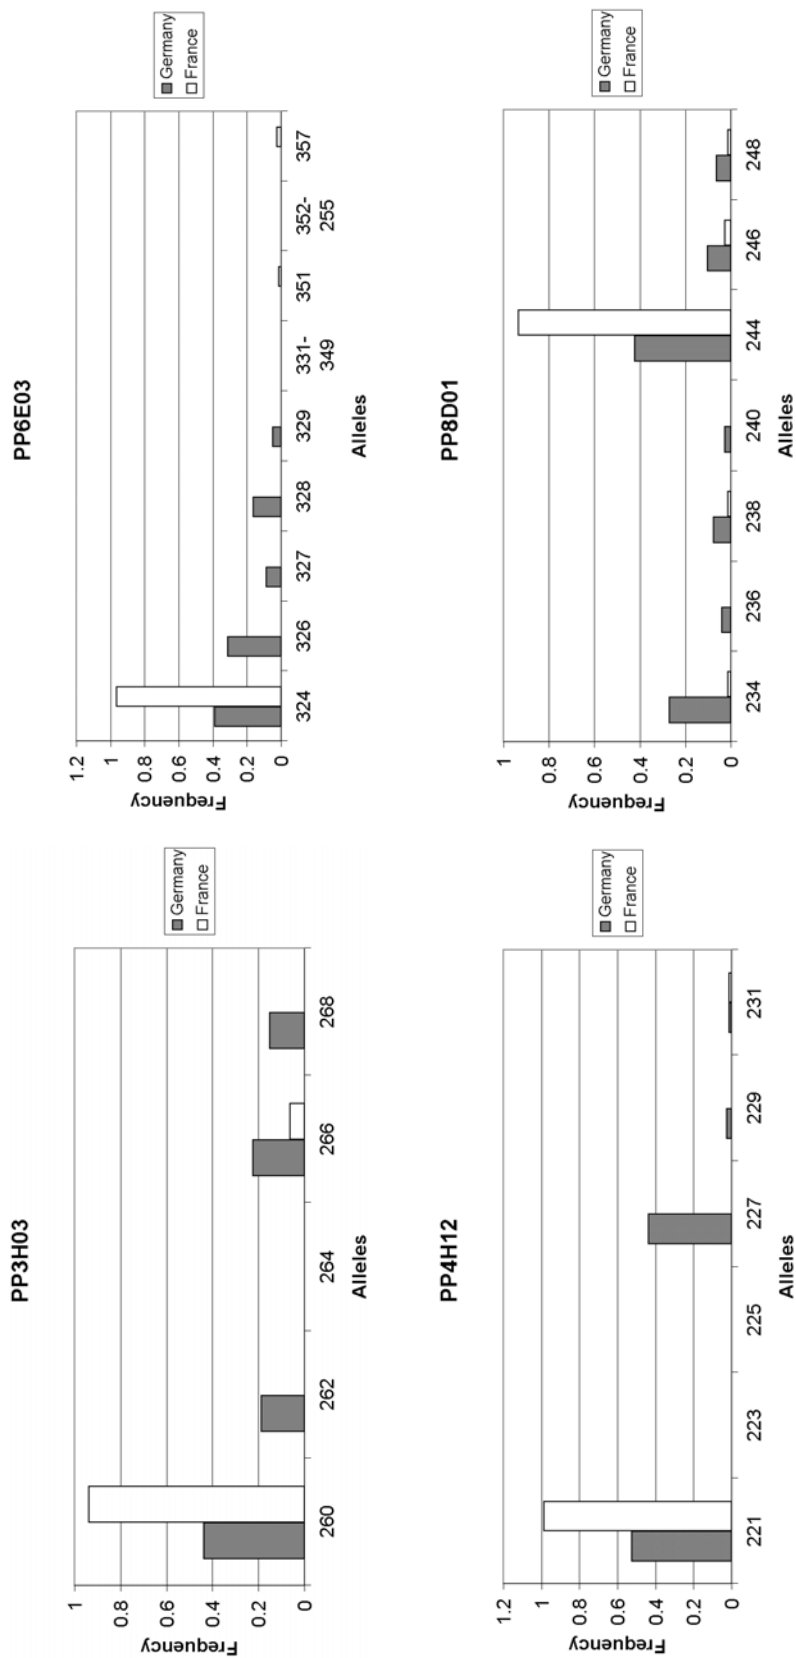 PP3H03
Frequency
1
0.8
0.6
0.4
0.2
0
260 262 264 266 268
Alleles
Germany
France
PP6E03
Frequency
1.2
1
0.8
0.6
0.4
0.2
0
324 326 327 328 329 331- 351 352- 357
349 255
Alleles
Germany
France
PP4H12
Frequency
1.2
1
0.8
0.6
0.4
0.2
0
221 223 225 227 229 231
Alleles
Germany
France
PP8D01
Frequency
1
0.8
0.6
0.4
0.2
0
234 236 238 240 244 246 248
Alleles
Germany
France